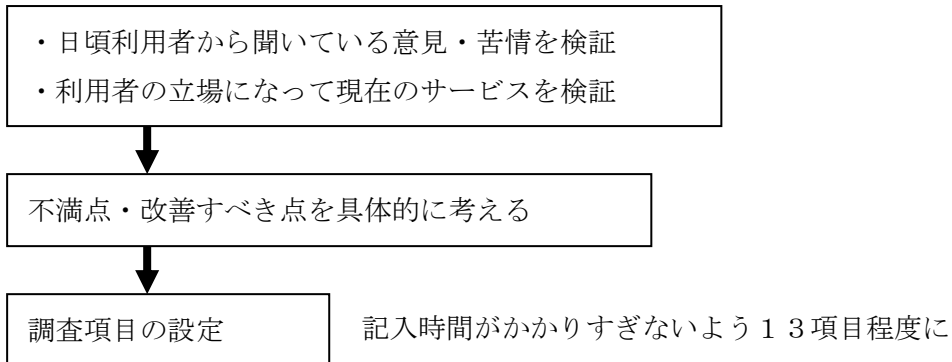 ・日頃利用者から聞いている意見・苦情を検証
・利用者の立場になって現在のサービスを検証
不満点・改善すべき点を具体的に考える
調査項目の設定
記入時間がかかりすぎないよう１３項目程度に